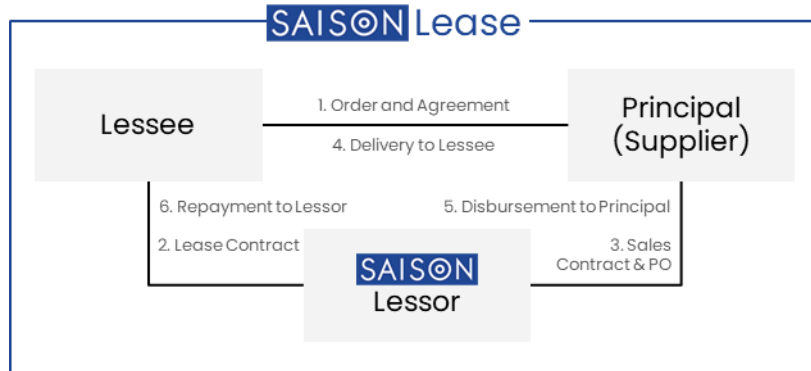 SAISON Lease
Lessee
1. Order and Agreement
4. Delivery to Lessee
Principal
(Supplier)
6. Repayment to Lessor
2. Lease Contract
5. Disbursement to Principal
3. Sales
Contract & PO
SAISON
Lessor